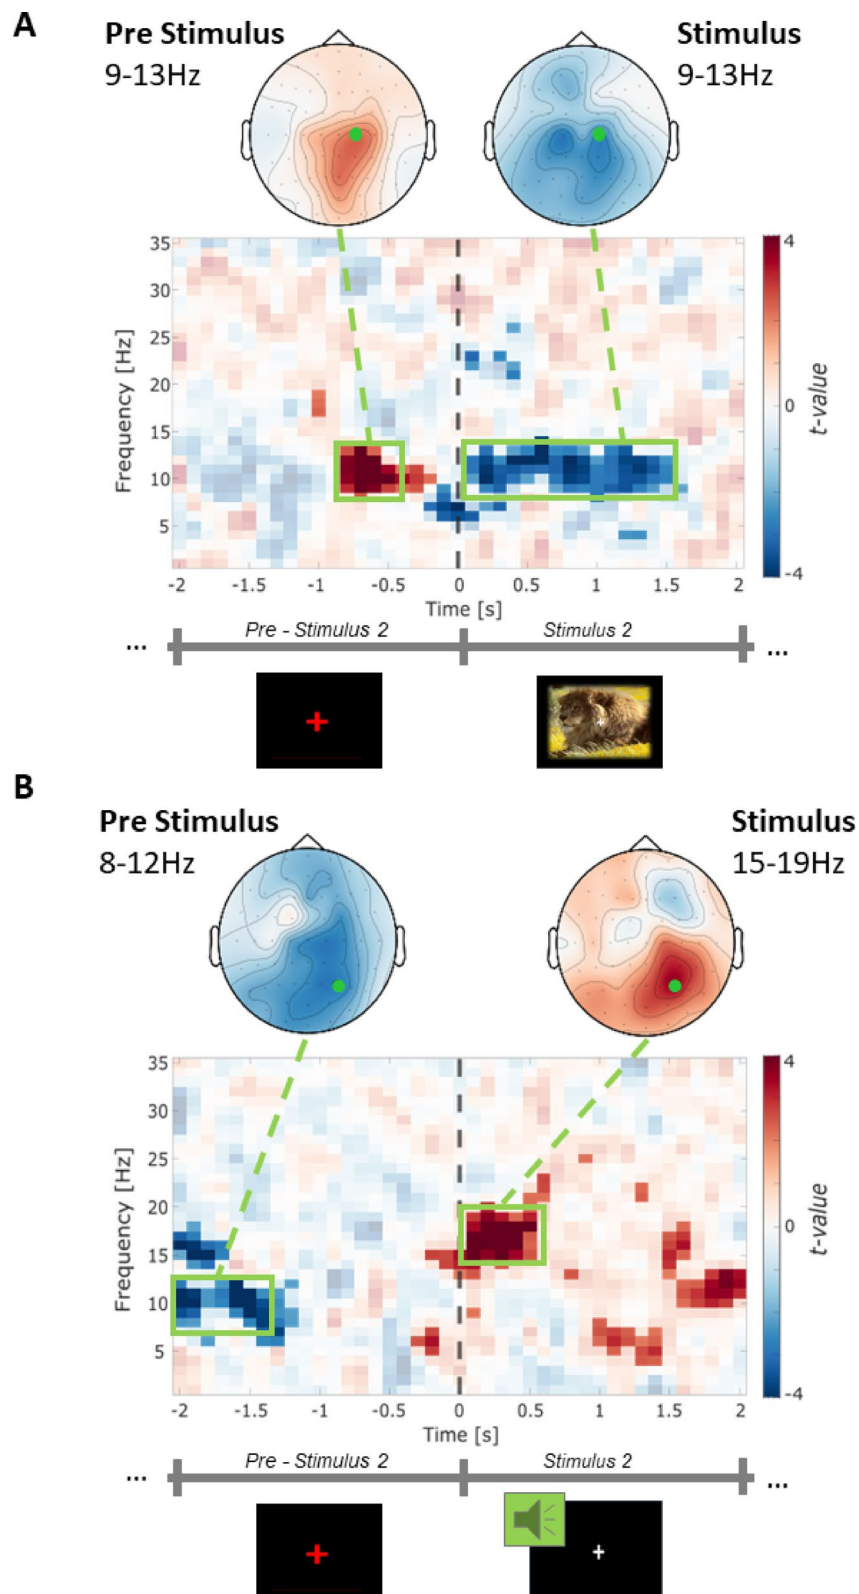 A
Pre Stimulus
9-13Hz
Stimulus
9-13Hz
35
30
25
20
15
10
5
Frequency [Hz]
-2
-1.5
-1
-0.5
0
0.5
1
1.5
2
Time [s]
4
0
-4
t-value
... Pre - Stimulus 2 Stimulus 2 ...
B
Pre Stimulus
8-12Hz
Stimulus
15-19Hz
35
30
25
20
15
10
5
Frequency [Hz]
-2
-1.5
-1
-0.5
0
0.5
1
1.5
2
Time [s]
4
0
-4
t-value
... Pre - Stimulus 2 Stimulus 2 ...